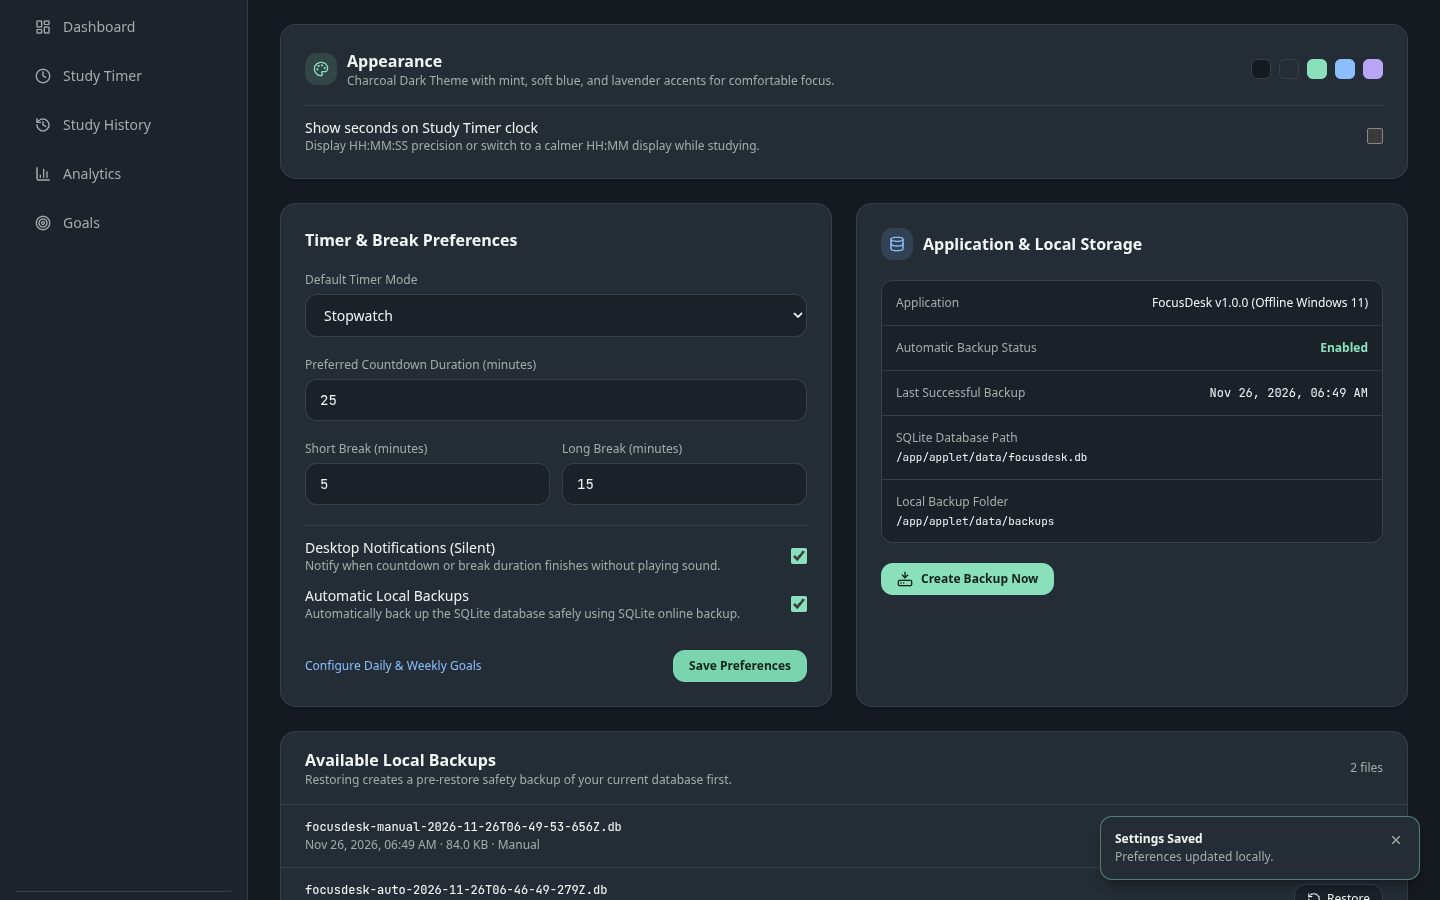 Dashboard
Study Timer
Study History
Analytics
Goals
Appearance
Charcoal Dark Theme with mint, soft blue, and lavender accents for comfortable focus.
Show seconds on Study Timer clock
Display HH:MM:SS precision or switch to a calmer HH:MM display while studying.
Timer & Break Preferences
Default Timer Mode
Stopwatch
Preferred Countdown Duration (minutes)
25
Short Break (minutes) Long Break (minutes)
5 15
Desktop Notifications (Silent)
Notify when countdown or break duration finishes without playing sound.
Automatic Local Backups
Automatically back up the SQLite database safely using SQLite online backup.
Configure Daily & Weekly Goals Save Preferences
Application & Local Storage
Application FocusDesk v1.0.0 (Offline Windows 11)
Automatic Backup Status Enabled
Last Successful Backup Nov 26, 2026, 06:49 AM
SQLite Database Path
/app/applet/data/focusdesk.db
Local Backup Folder
/app/applet/data/backups
Create Backup Now
Available Local Backups
Restoring creates a pre-restore safety backup of your current database first.
2 files
focusdesk-manual-2026-11-26T06-49-53-656Z.db
Nov 26, 2026, 06:49 AM · 84.0 KB · Manual
focusdesk-auto-2026-11-26T06-46-49-279Z.db
Restore
Settings Saved
Preferences updated locally.